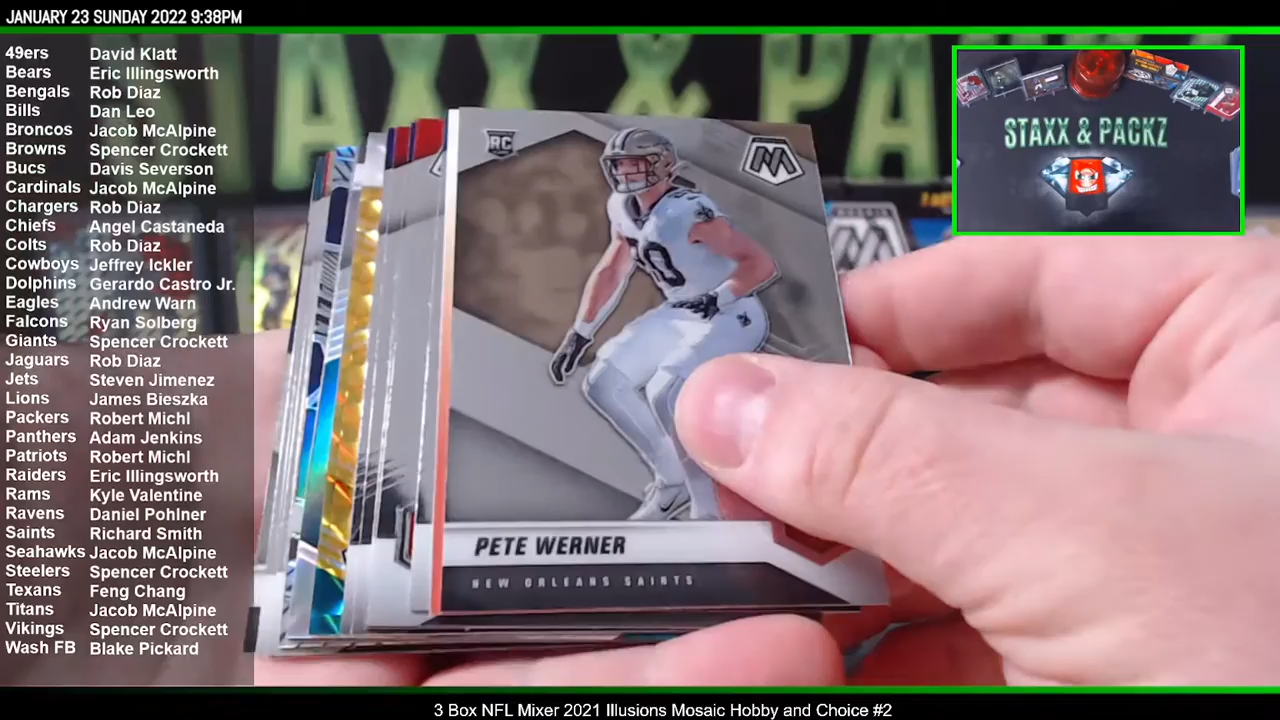 JANUARY 23 SUNDAY 2022 9:38PM
49ers David Klatt
Bears Eric Illingsworth
Bengals Rob Diaz
Bills Dan Leo
Broncos Jacob McAlpine
Browns Spencer Crockett
Bucs Davis Severson
Cardinals Jacob McAlpine
Chargers Rob Diaz
Chiefs Angel Castaneda
Colts Rob Diaz
Cowboys Jeffrey Ickler
Dolphins Gerardo Castro Jr.
Eagles Andrew Warn
Falcons Ryan Solberg
Giants Spencer Crockett
Jaguars Rob Diaz
Jets Steven Jimenez
Lions James Bieszka
Packers Robert Michl
Panthers Adam Jenkins
Patriots Robert Michl
Raiders Eric Illingsworth
Rams Kyle Valentine
Ravens Daniel Pohlner
Saints Richard Smith
Seahawks Jacob McAlpine
Steelers Spencer Crockett
Texans Feng Chang
Titans Jacob McAlpine
Vikings Spencer Crockett
Wash FB Blake Pickard
STAXX & PACKZ
RC
50
PETE WERNER
NEW ORLEANS SAINTS
3 Box NFL Mixer 2021 Illusions Mosaic Hobby and Choice #2